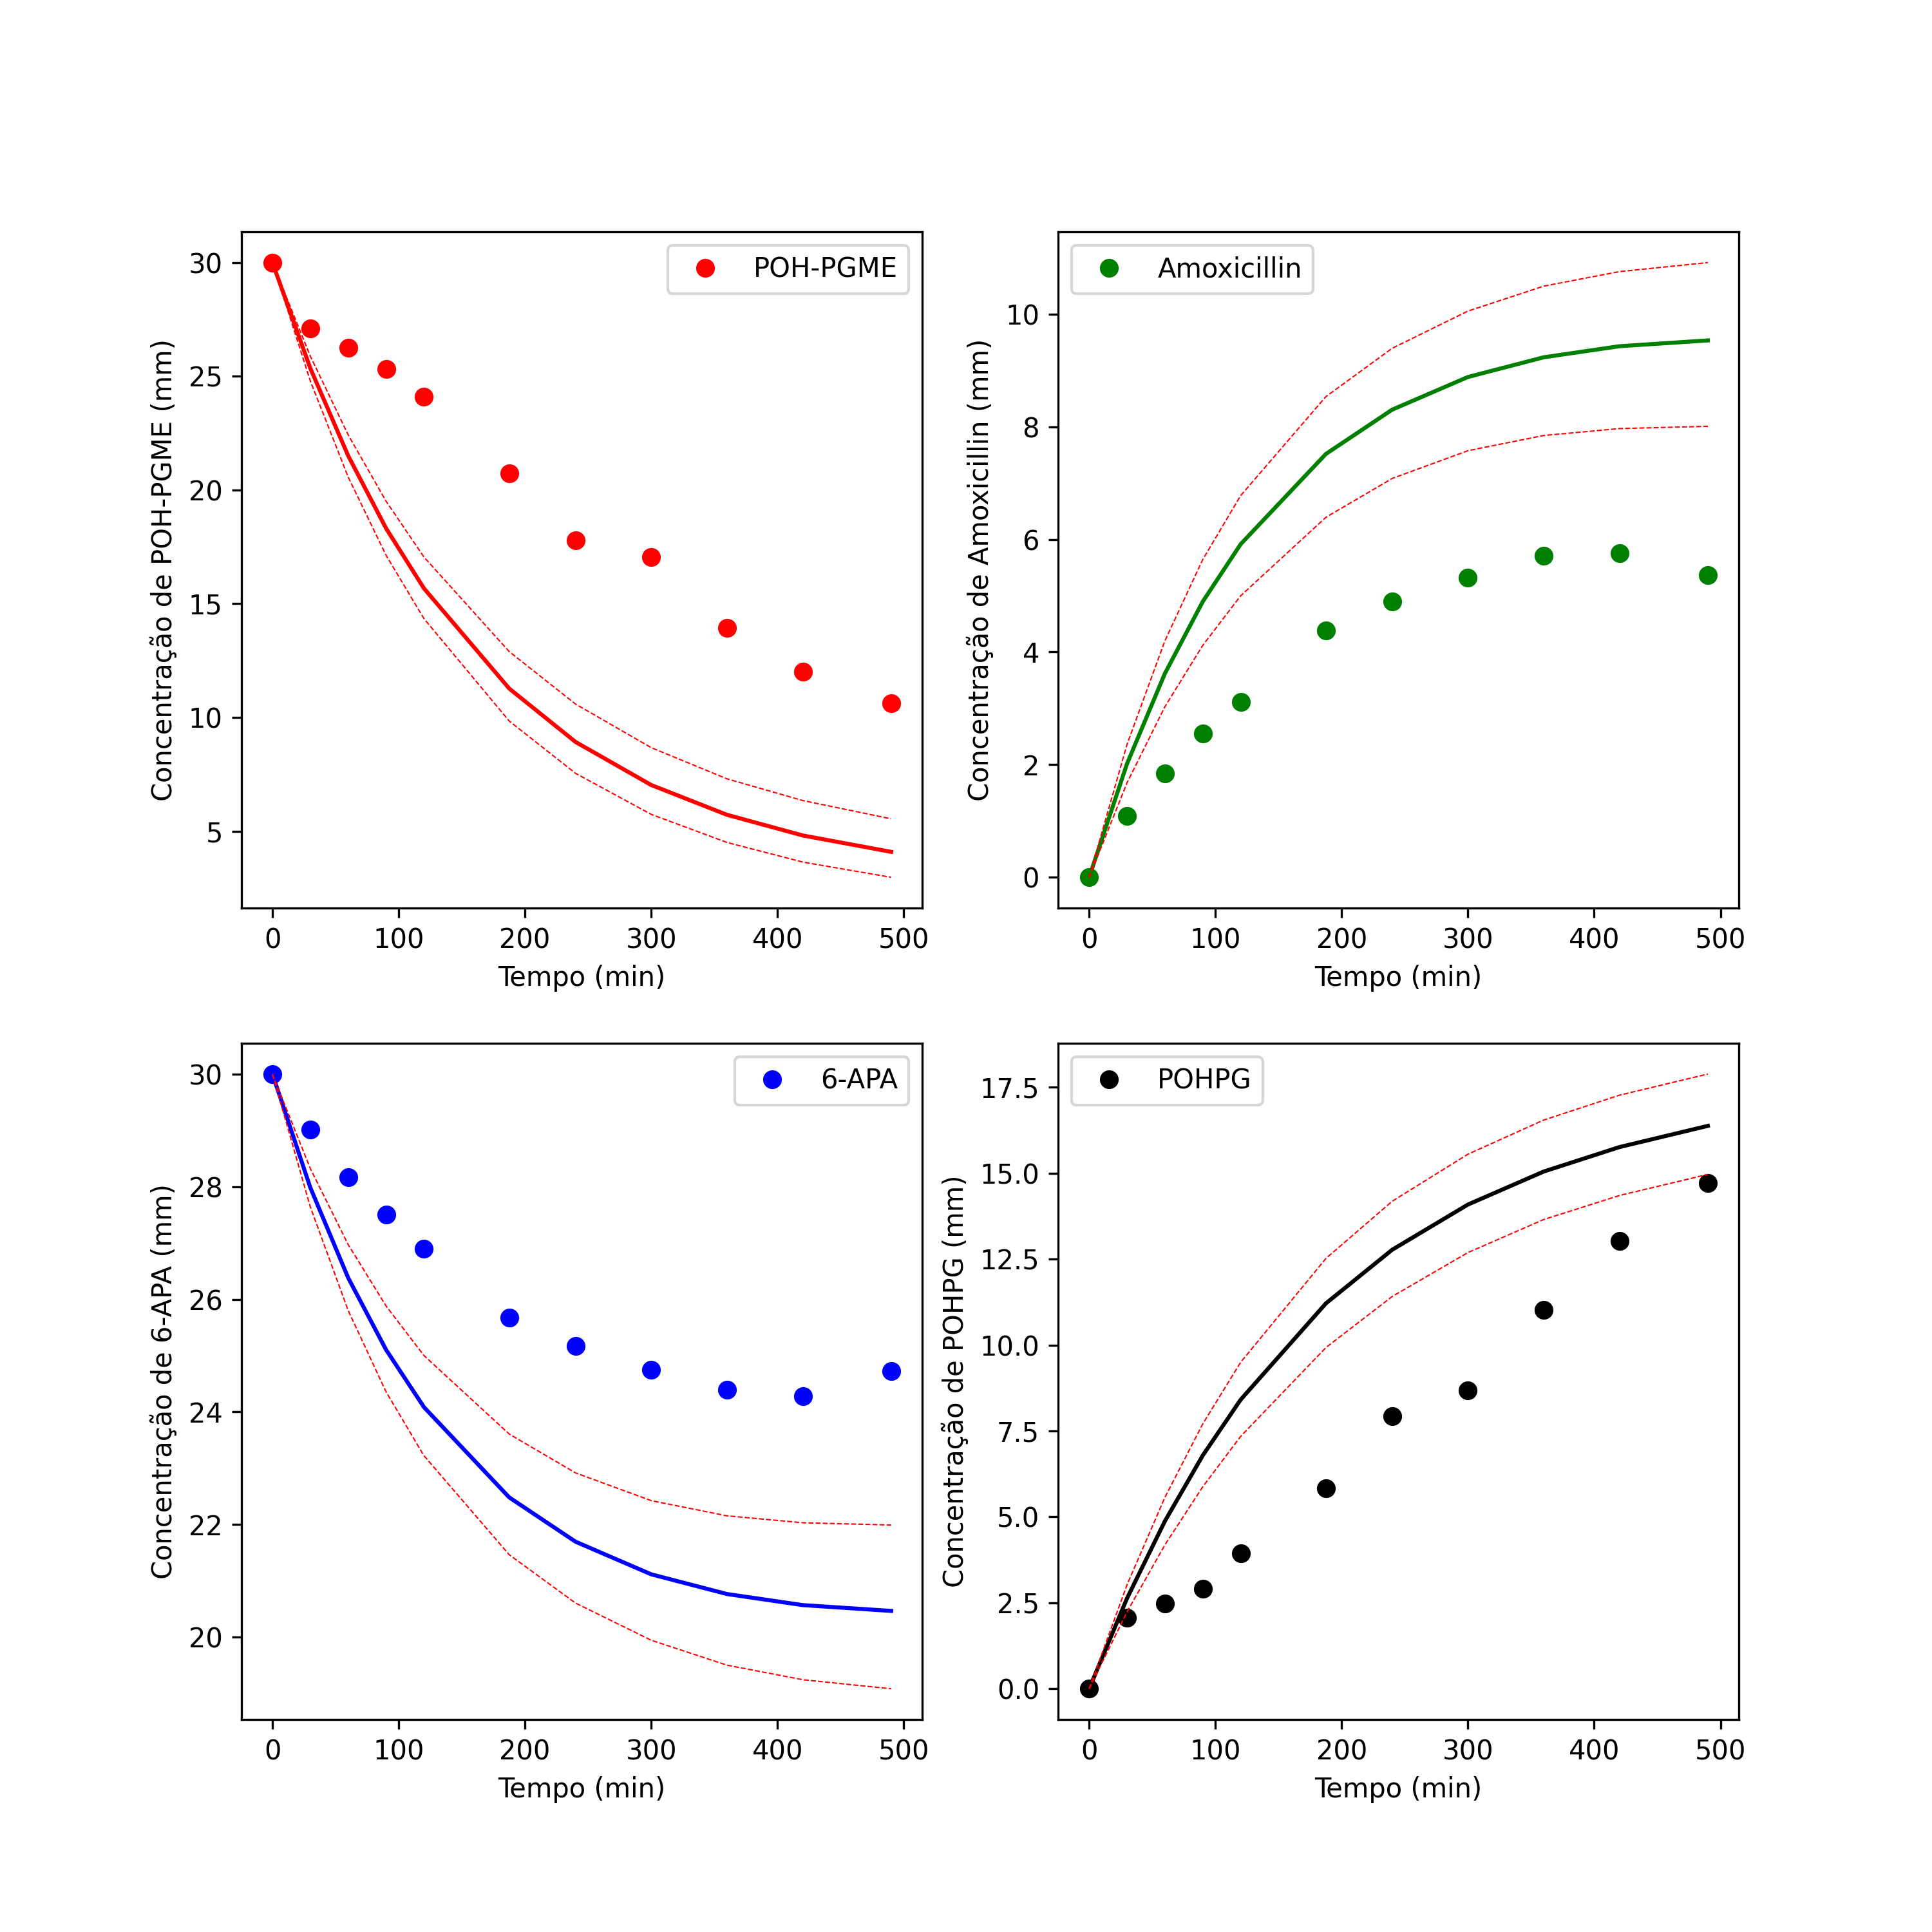 POH-PGME
30
25
20
15
10
5
Concentração de POH-PGME (mm)
0 100 200 300 400 500
Tempo (min)
Amoxicillin
10
8
6
4
2
0
Concentração de Amoxicillin (mm)
0 100 200 300 400 500
Tempo (min)
6-APA
30
28
26
24
22
20
Concentração de 6-APA (mm)
0 100 200 300 400 500
Tempo (min)
POHPG
17.5
15.0
12.5
10.0
7.5
5.0
2.5
0.0
Concentração de POHPG (mm)
0 100 200 300 400 500
Tempo (min)